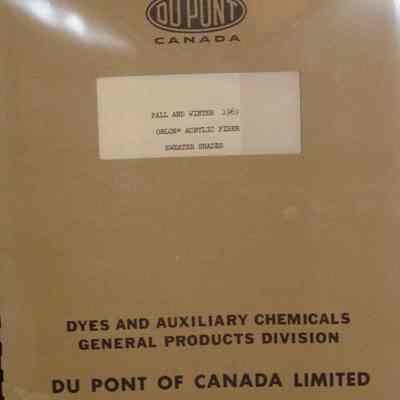 DU PONT
CANADA
FALL AND WINTER 1963
ORLON* ACRYLIC FIBER
SWEATER SHADES
DYES AND AUXILIARY CHEMICALS
GENERAL PRODUCTS DIVISION
DU PONT OF CANADA LIMITED